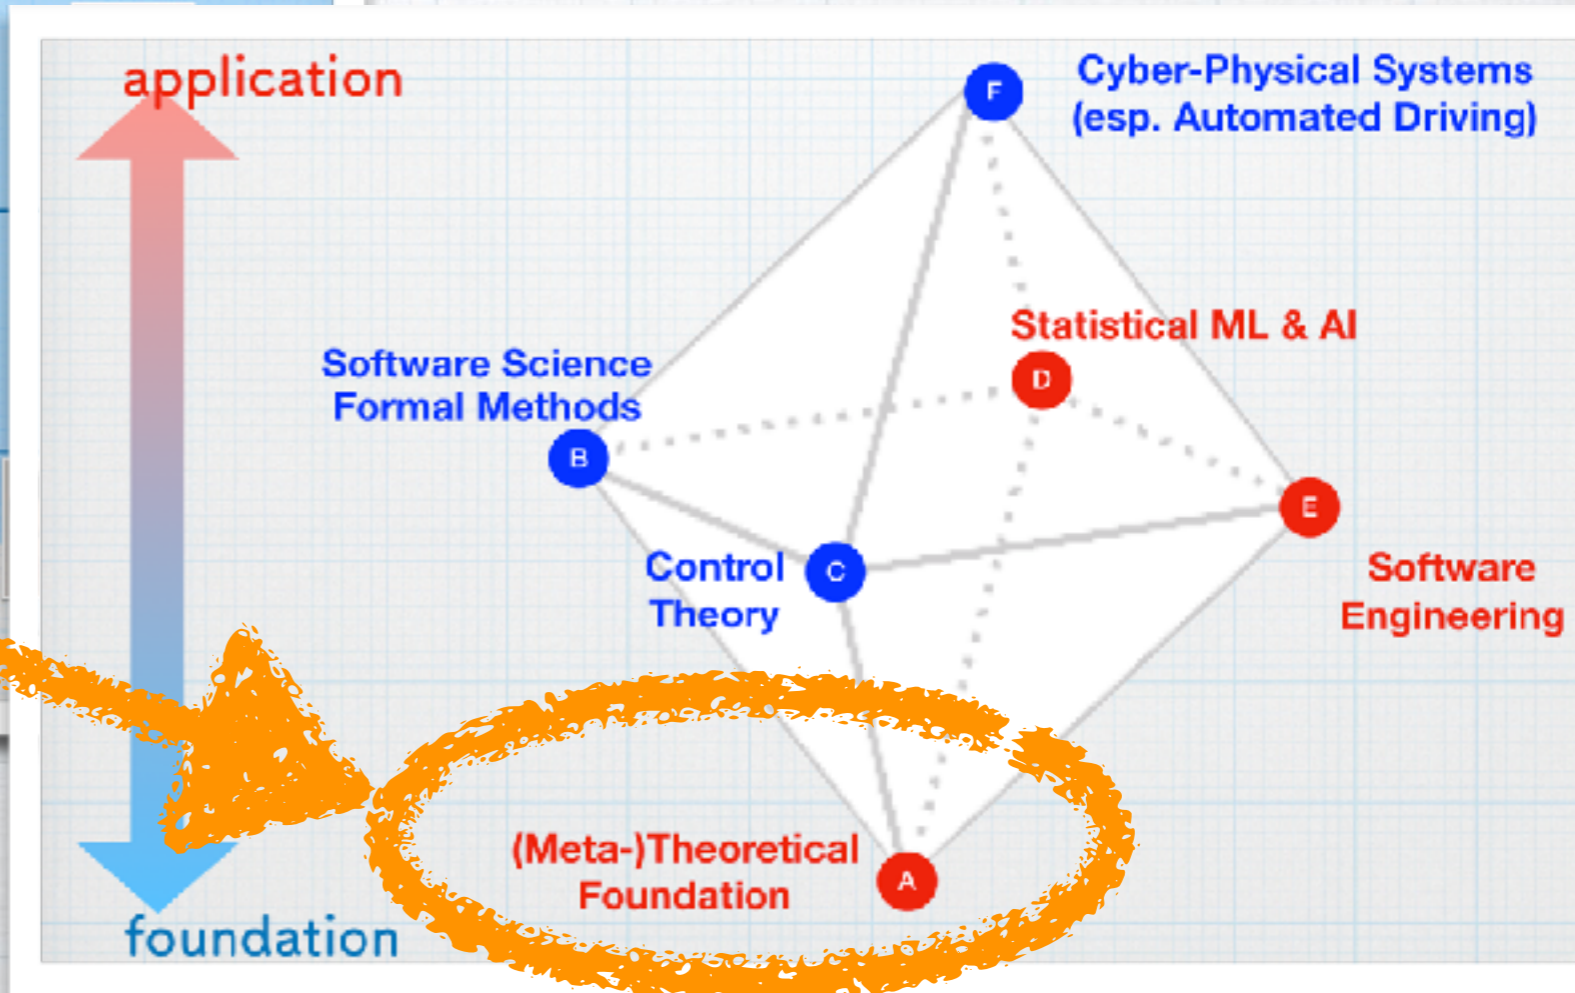 application
F
Cyber-Physical Systems
(esp. Automated Driving)
Statistical ML & AI
D
Software Science
Formal Methods
B
E
Software
Engineering
Control
Theory
C
(Meta-)Theoretical
Foundation
A
foundation